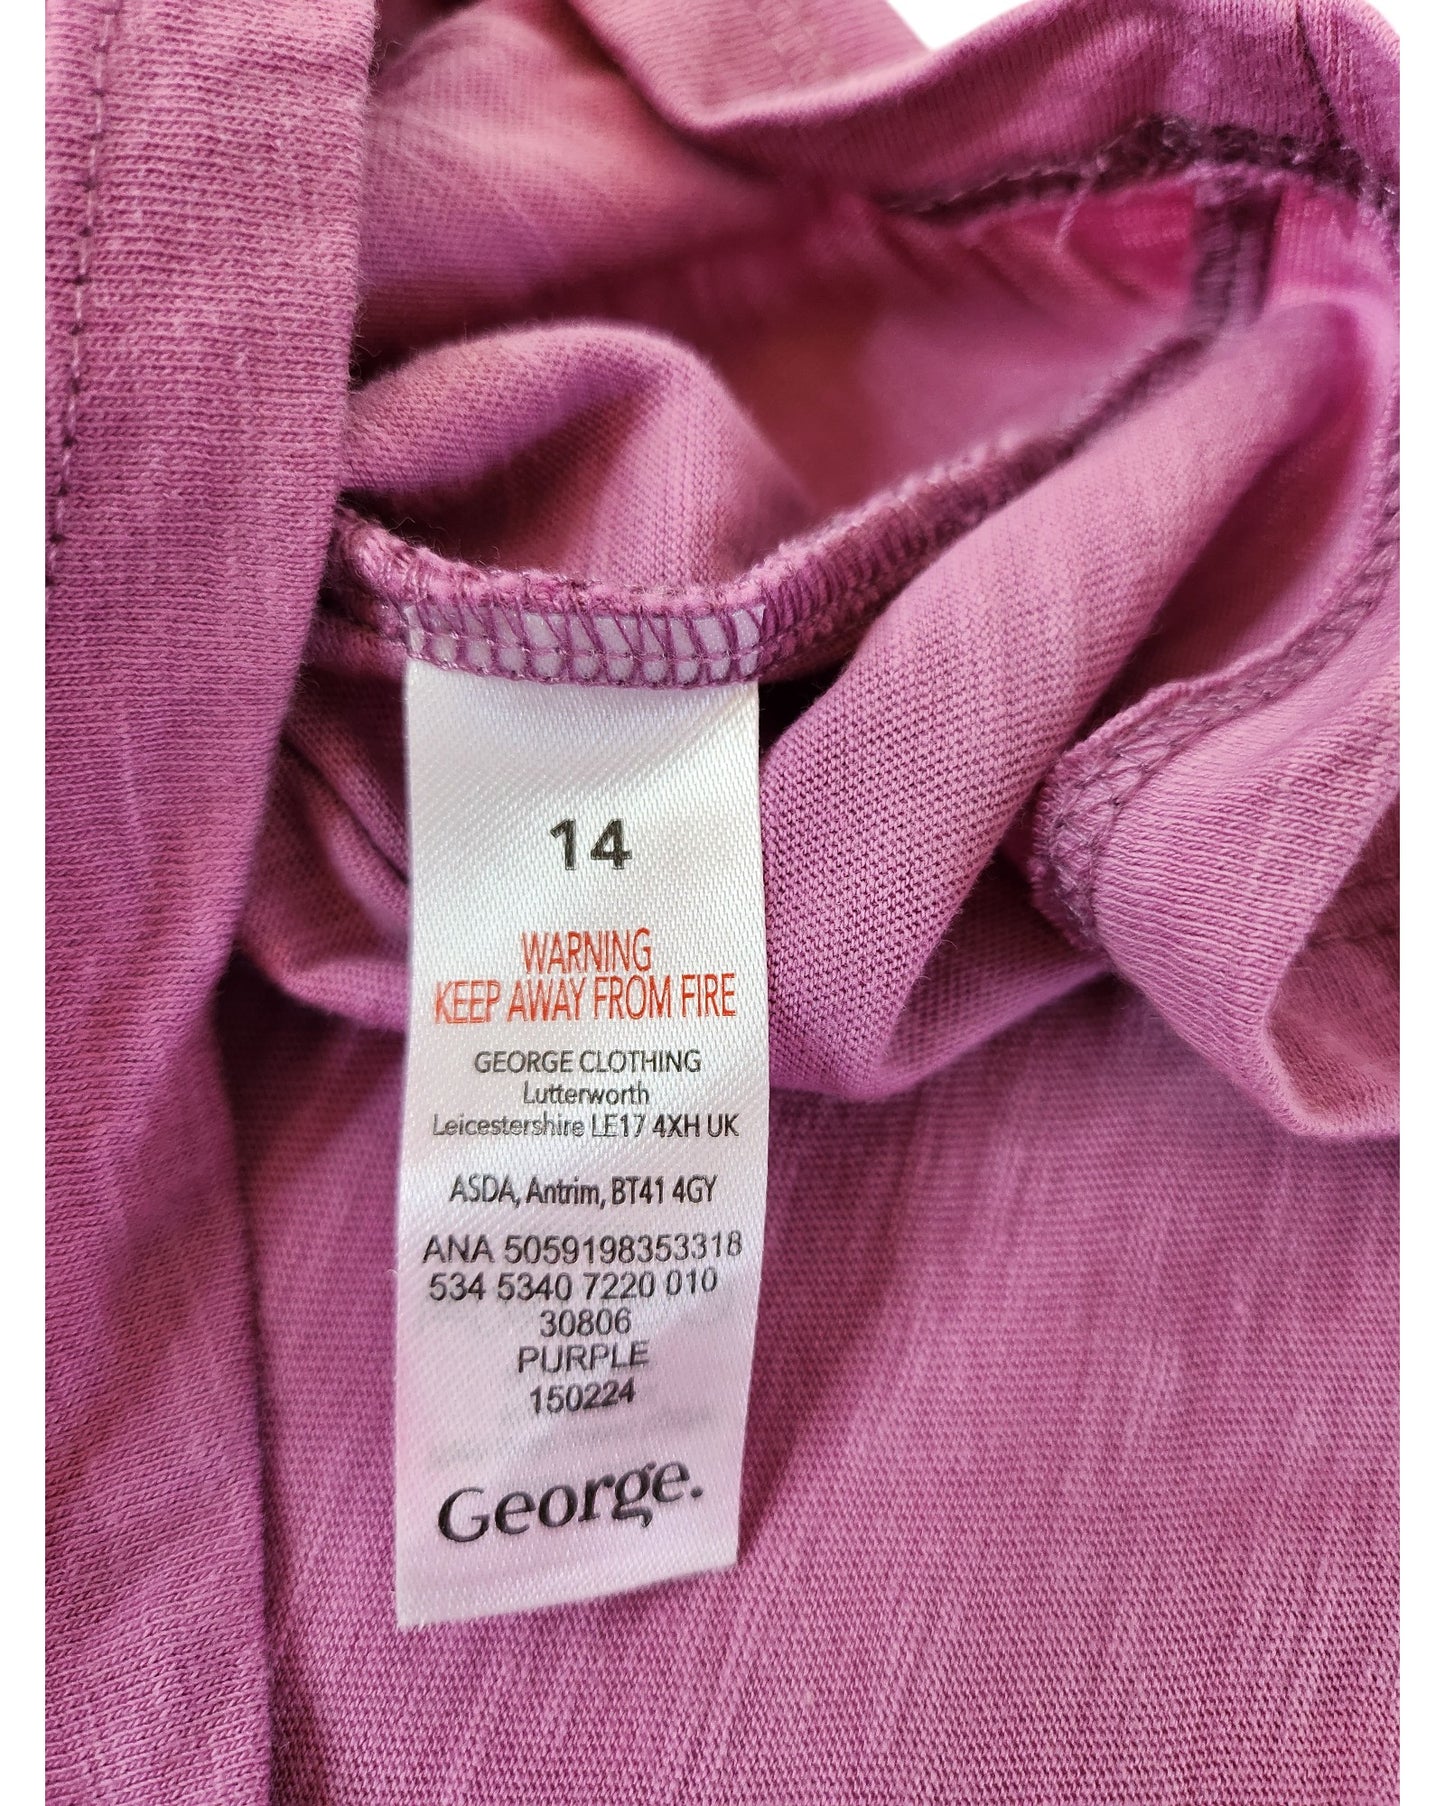 14
WARNING
KEEP AWAY FROM FIRE
GEORGE CLOTHING
Lutterworth
Leicestershire LE17 4XH UK
ASDA, Antrim, BT41 4GY
ANA 5059198353318
534 5340 7220 010
30806
PURPLE
150224
George.